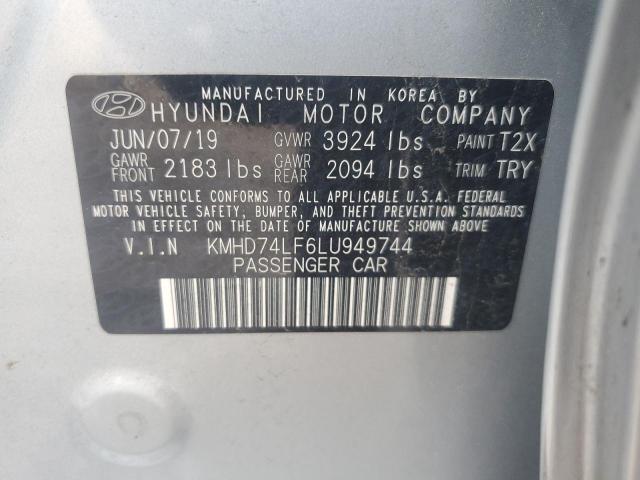 MANUFACTURED IN KOREA BY
HYUNDAI MOTOR COMPANY
JUN/07/19 GVWR 3924 lbs PAINT T2X
GAWR FRONT 2183 lbs GAWR REAR 2094 lbs TRIM TRY
THIS VEHICLE CONFORMS TO ALL APPLICABLE U.S.A. FEDERAL
MOTOR VEHICLE SAFETY, BUMPER, AND THEFT PREVENTION STANDARDS
IN EFFECT ON THE DATE OF MANUFACTURE SHOWN ABOVE
V.I.N KMHD74LF6LU949744
PASSENGER CAR